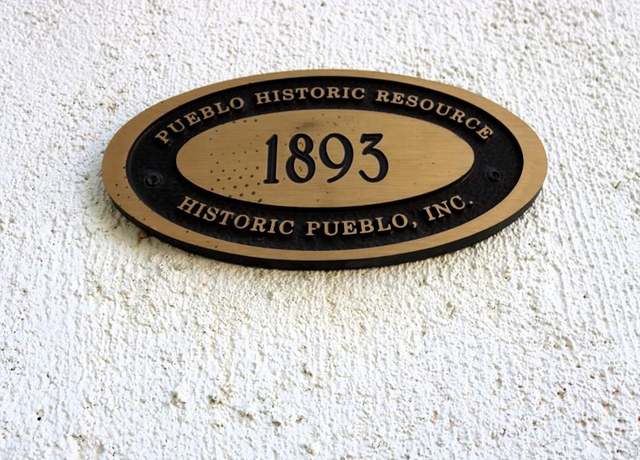 PUEBLO HISTORIC RESOURCE
1893
HISTORIC PUEBLO, INC.